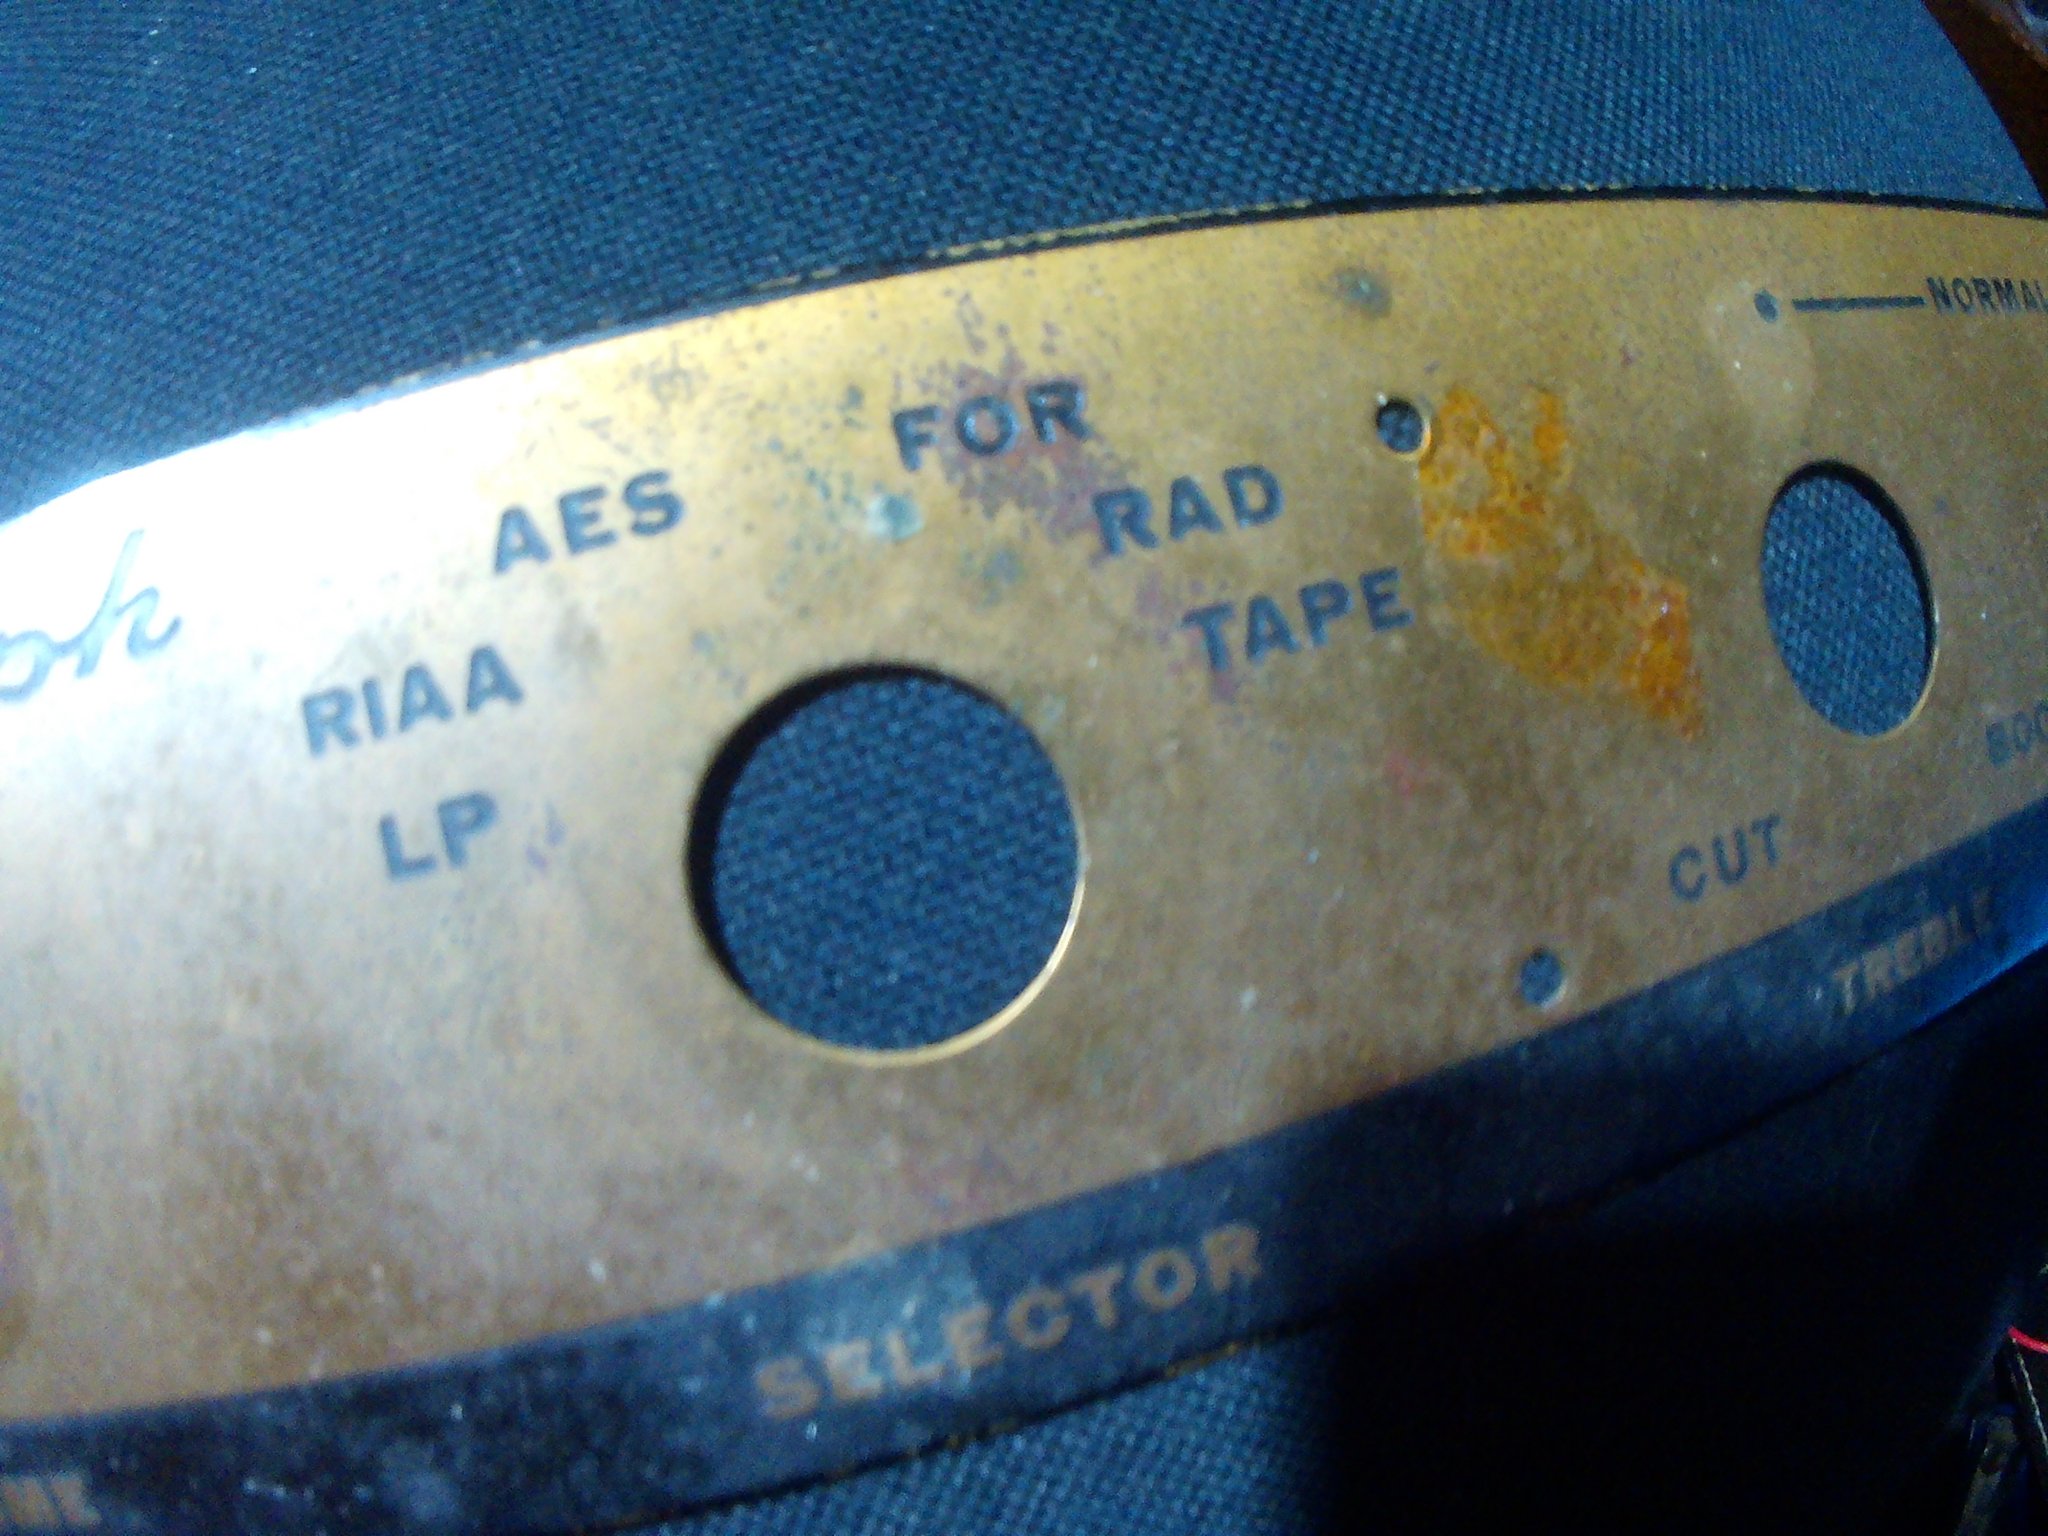 NORMAL
FOR
AES
RAD
TAPE
RIAA
LP
CUT
TREBLE
SELECTOR